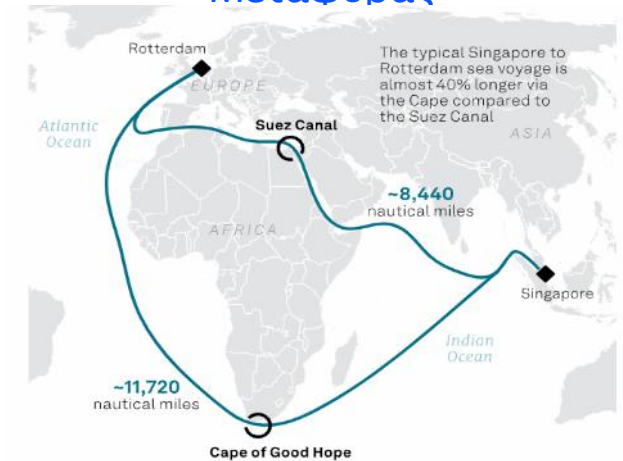 Μεταφοράς
Rotterdam
The typical Singapore to
Rotterdam sea voyage is
almost 40% longer via
the Cape compared to
the Suez Canal
EUROPE
Atlantic
Ocean
Suez Canal
ASIA
~8,440
nautical miles
AFRICA
Singapore
Indian
Ocean
~11,720
nautical miles
Cape of Good Hope